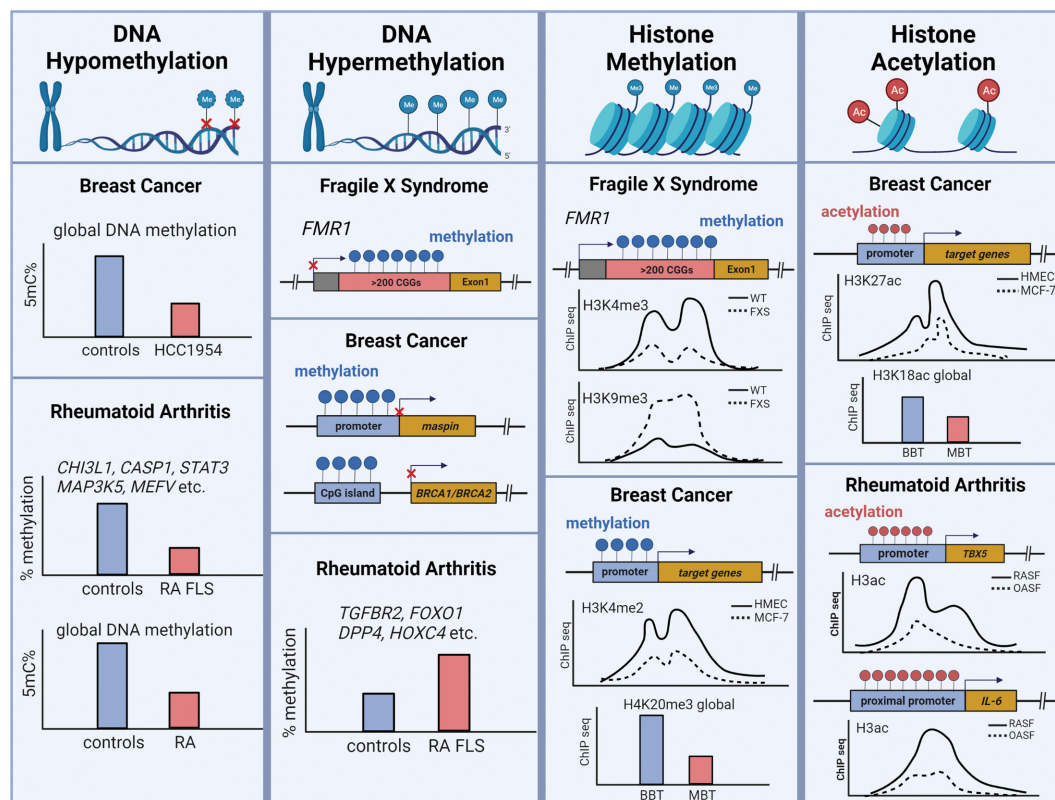 DNA
Hypomethylation
Me
Me
Breast Cancer
global DNA methylation
5mC%
controls
HCC1954
Rheumatoid Arthritis
CHI3L1, CASP1, STAT3
MAP3K5, MEFV etc.
% methylation
controls
RA FLS
global DNA methylation
5mC%
controls
RA
DNA
Hypermethylation
Me
Me
Me
Me
3'
5'
Fragile X Syndrome
FMR1
methylation
>200 CGGs
Exon1
Breast Cancer
methylation
promoter
maspin
CpG island
BRCA1/BRCA2
Rheumatoid Arthritis
TGFBR2, FOXO1
DPP4, HOXC4 etc.
% methylation
controls
RA FLS
Histone
Methylation
Me3
Me
Me3
Me
Fragile X Syndrome
FMR1
methylation
>200 CGGs
Exon1
H3K4me3
WT
FXS
ChIP seq
H3K9me3
WT
FXS
ChIP seq
Breast Cancer
methylation
promoter
target genes
H3K4me2
HMEC
MCF-7
ChIP seq
H4K20me3 global
ChIP seq
BBT
MBT
Histone
Acetylation
Ac
Ac
Ac
Breast Cancer
acetylation
promoter
target genes
H3K27ac
HMEC
MCF-7
ChIP seq
H3K18ac global
ChIP seq
BBT
MBT
Rheumatoid Arthritis
acetylation
promoter
TBX5
H3ac
RASF
OASF
ChIP seq
proximal promoter
IL-6
H3ac
RASF
OASF
ChIP seq